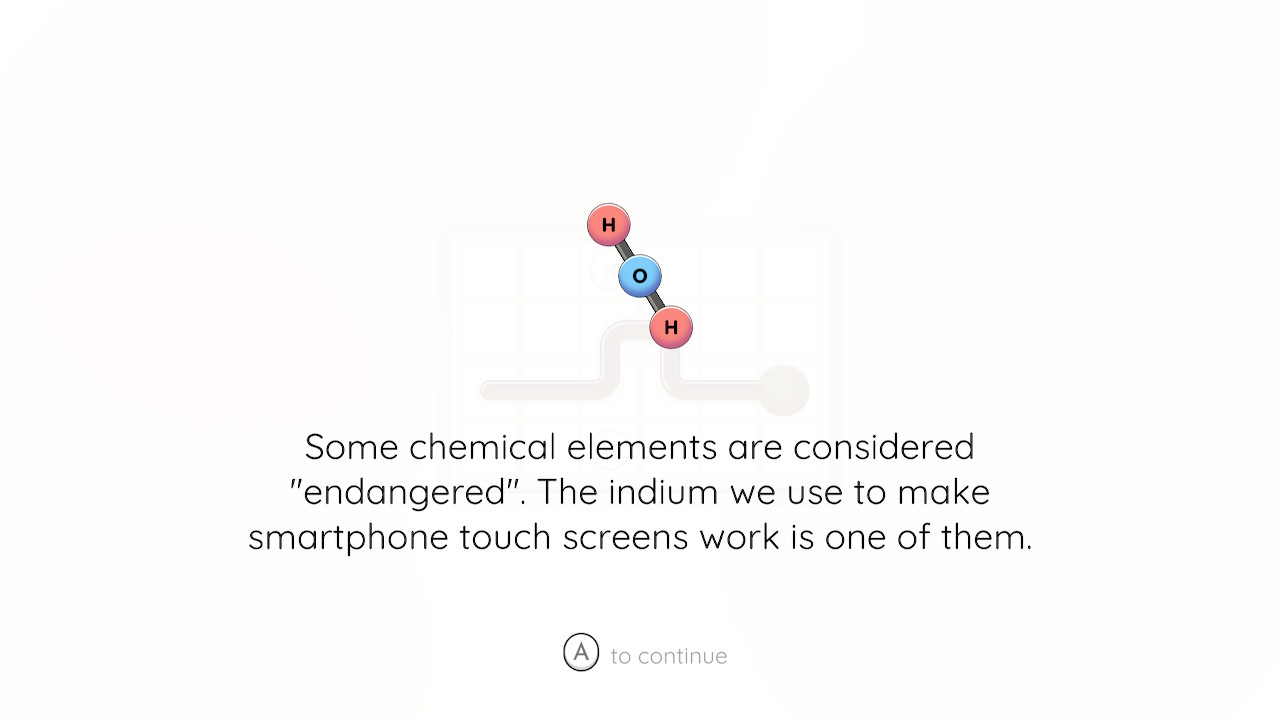 H
O
H
Some chemical elements are considered
"endangered". The indium we use to make
smartphone touch screens work is one of them.
A to continue